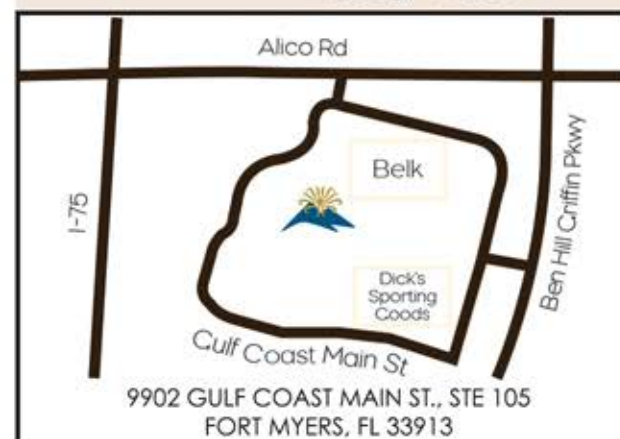 Alico Rd
I-75
Belk
Ben Hill Griffin Pkwy
Dick's
Sporting
Goods
Gulf Coast Main St
9902 GULF COAST MAIN ST., STE 105
FORT MYERS, FL 33913